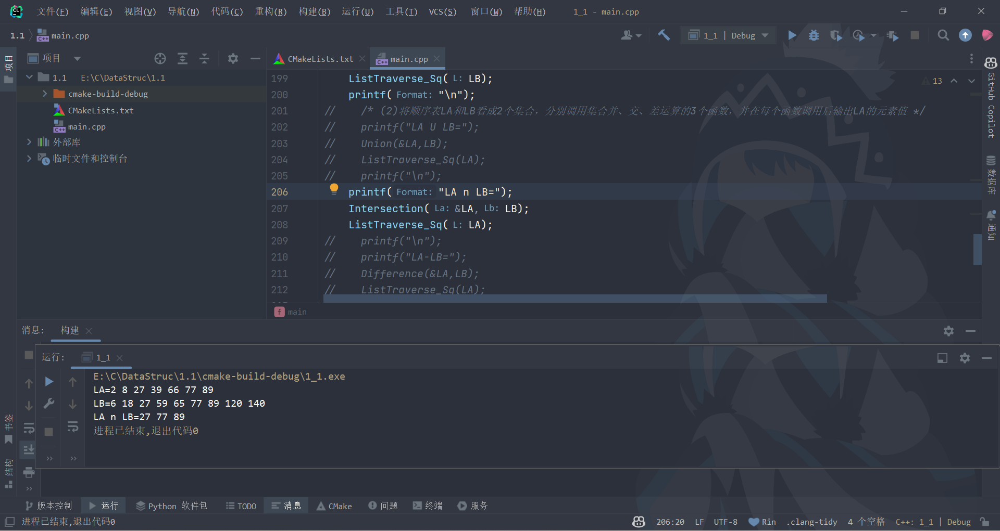 文件(F) 编辑(E) 视图(V) 导航(N) 代码(C) 重构(R) 构建(B) 运行(U) 工具(T) VCS(S) 窗口(W) 帮助(H) 1_1 - main.cpp
1.1 main.cpp 1_1 | Debug
项目 CMakeLists.txt main.cpp
1.1 E:\C\DataStruc\1.1
cmake-build-debug
CMakeLists.txt
main.cpp
外部库
临时文件和控制台
项目
199 ListTraverse_Sq( L: LB);
200 printf( Format: "\n");
201 // /* (2)将顺序表LA和LB看成2个集合，分别调用集合并、交、差运算的3个函数，并在每个函数调用后输出LA的元素值 */
202 // printf("LA U LB=");
203 // Union(&LA,LB);
204 // ListTraverse_Sq(LA);
205 // printf("\n");
206 printf( Format: "LA n LB=");
207 Intersection( La: &LA, Lb: LB);
208 ListTraverse_Sq( L: LA);
209 // printf("\n");
210 // printf("LA-LB=");
211 // Difference(&LA,LB);
212 // ListTraverse_Sq(LA);
13
main
GitHub Copilot
数据库
通知
消息: 构建
运行: 1_1
E:\C\DataStruc\1.1\cmake-build-debug\1_1.exe
LA=2 8 27 39 66 77 89
LB=6 18 27 59 65 77 89 120 140
LA n LB=27 77 89
进程已结束,退出代码0
书签
结构
版本控制 运行 Python 软件包 TODO 消息 CMake 问题 终端 服务
进程已结束,退出代码0 206:20 LF UTF-8 Rin .clang-tidy 4 个空格 C++: 1_1 | Debug